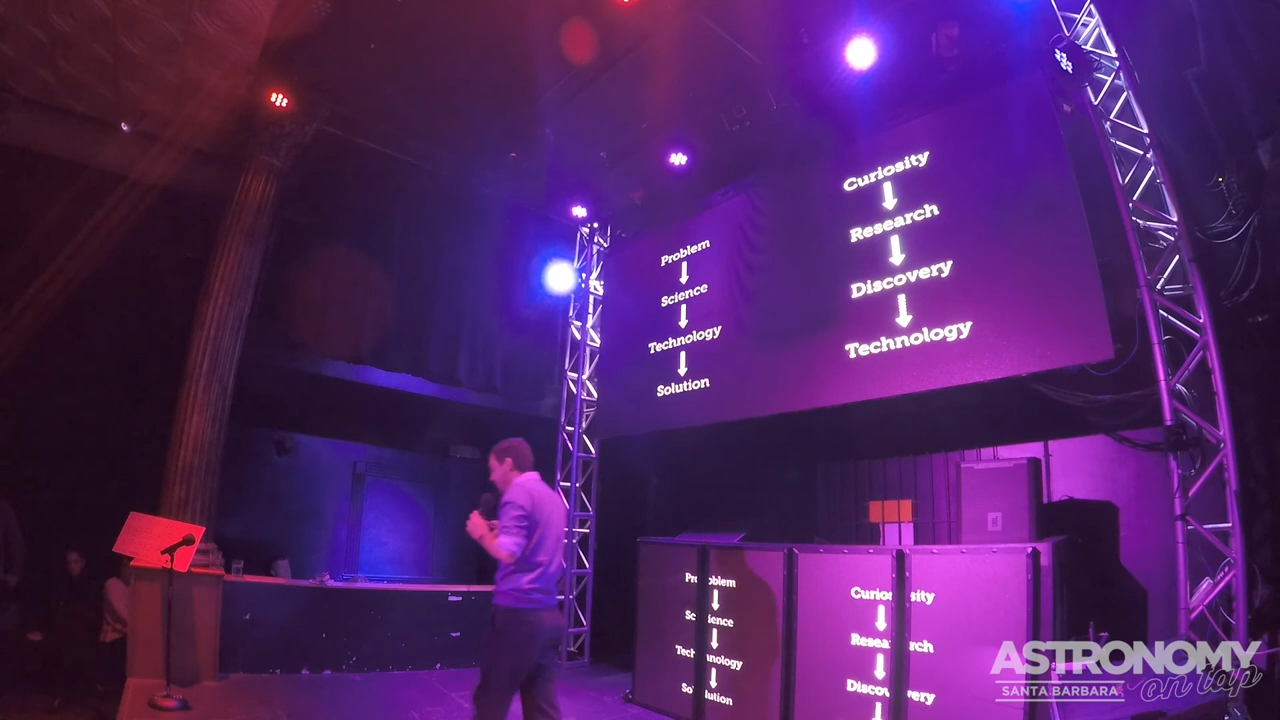 Problem
Science
Technology
Solution
Curiosity
Research
Discovery
Technology
Problem
Science
Technology
Solution
Curiosity
Research
Discovery
ASTRONOMY
SANTA BARBARA on tap